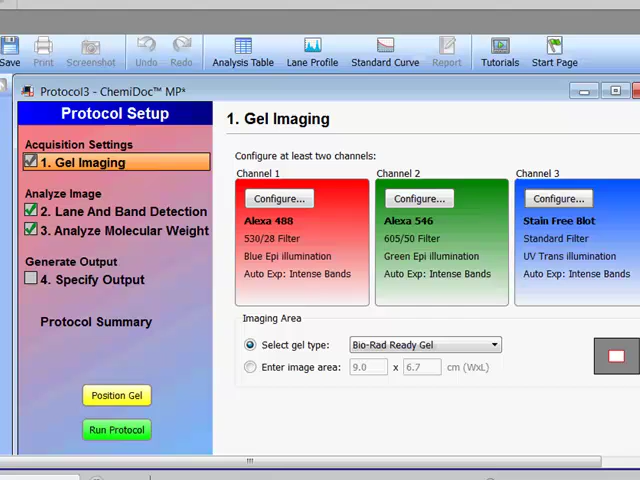 Save Print Screenshot Undo Redo Analysis Table Lane Profile Standard Curve Report Tutorials Start Page
Protocol3 - ChemiDoc™ MP*
Protocol Setup
Acquisition Settings
1. Gel Imaging
Analyze Image
2. Lane And Band Detection
3. Analyze Molecular Weight
Generate Output
4. Specify Output
Protocol Summary
Position Gel
Run Protocol
1. Gel Imaging
Configure at least two channels:
Channel 1 Channel 2 Channel 3
Configure... Configure... Configure...
Alexa 488 Alexa 546 Stain Free Blot
530/28 Filter 605/50 Filter Standard Filter
Blue Epi illumination Green Epi illumination UV Trans illumination
Auto Exp: Intense Bands Auto Exp: Intense Bands Auto Exp: Intense Bands
Imaging Area
Select gel type: Bio-Rad Ready Gel
Enter image area: 9.0 x 6.7 cm (WxL)